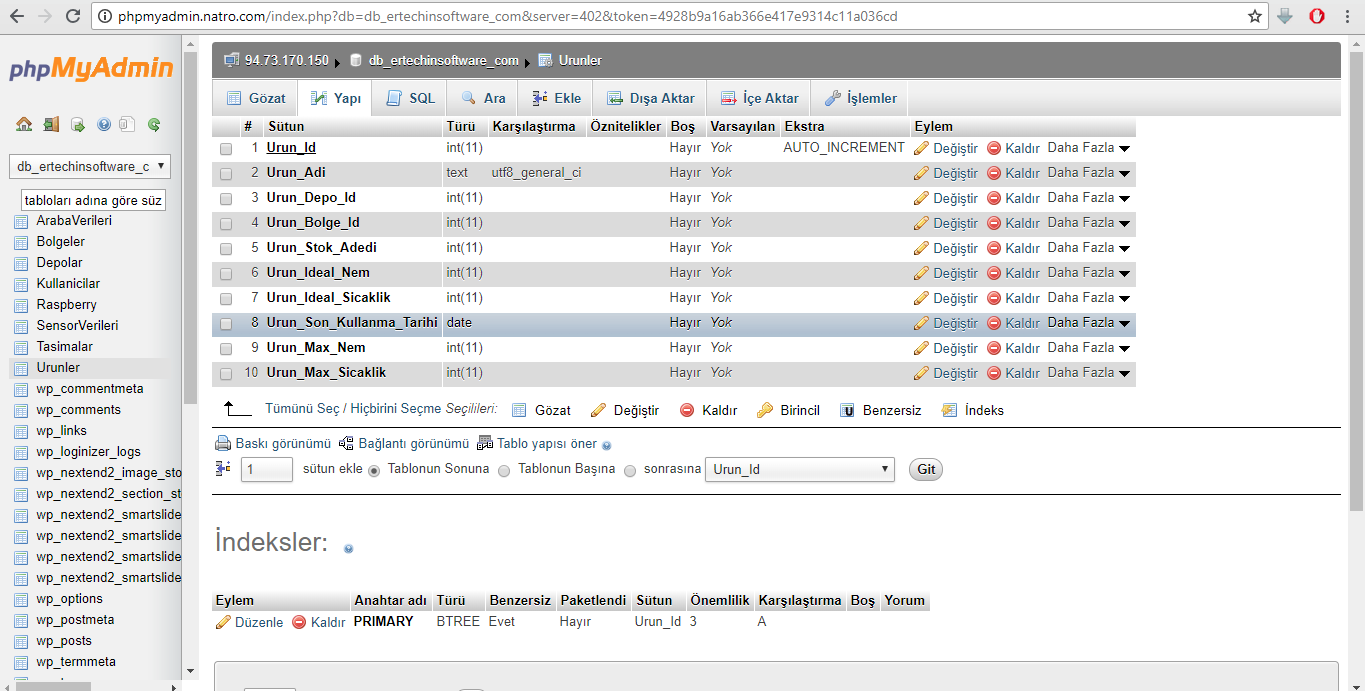 phpmyadmin.natro.com/index.php?db=db_ertechinsoftware_com&server=402&token=4928b9a16ab366e417e9314c11a036cd
phpMyAdmin
db_ertechinsoftware_c
tabloları adına göre süz
ArabaVerileri
Bolgeler
Depolar
Kullanicilar
Raspberry
SensorVerileri
Tasimalar
Urunler
wp_commentmeta
wp_comments
wp_links
wp_loginizer_logs
wp_nextend2_image_sto
wp_nextend2_section_st
wp_nextend2_smartslide
wp_nextend2_smartslide
wp_nextend2_smartslide
wp_nextend2_smartslide
wp_options
wp_postmeta
wp_posts
wp_termmeta
94.73.170.150 db_ertechinsoftware_com Urunler
Gözat Yapı SQL Ara Ekle Dışa Aktar İçe Aktar İşlemler
# Sütun Türü Karşılaştırma Öznitelikler Boş Varsayılan Ekstra Eylem
1 Urun_Id int(11) Hayır Yok AUTO_INCREMENT Değiştir Kaldır Daha Fazla
2 Urun_Adi text utf8_general_ci Hayır Yok Değiştir Kaldır Daha Fazla
3 Urun_Depo_Id int(11) Hayır Yok Değiştir Kaldır Daha Fazla
4 Urun_Bolge_Id int(11) Hayır Yok Değiştir Kaldır Daha Fazla
5 Urun_Stok_Adedi int(11) Hayır Yok Değiştir Kaldır Daha Fazla
6 Urun_Ideal_Nem int(11) Hayır Yok Değiştir Kaldır Daha Fazla
7 Urun_Ideal_Sicaklik int(11) Hayır Yok Değiştir Kaldır Daha Fazla
8 Urun_Son_Kullanma_Tarihi date Hayır Yok Değiştir Kaldır Daha Fazla
9 Urun_Max_Nem int(11) Hayır Yok Değiştir Kaldır Daha Fazla
10 Urun_Max_Sicaklik int(11) Hayır Yok Değiştir Kaldır Daha Fazla
Tümünü Seç / Hiçbirini Seçme Seçilileri: Gözat Değiştir Kaldır Birincil Benzersiz İndeks
Baskı görünümü Bağlantı görünümü Tablo yapısı öner
1 sütun ekle Tablonun Sonuna Tablonun Başına sonrasına Urun_Id Git
İndeksler:
Eylem Anahtar adı Türü Benzersiz Paketlendi Sütun Önemlilik Karşılaştırma Boş Yorum
Düzenle Kaldır PRIMARY BTREE Evet Hayır Urun_Id 3 A